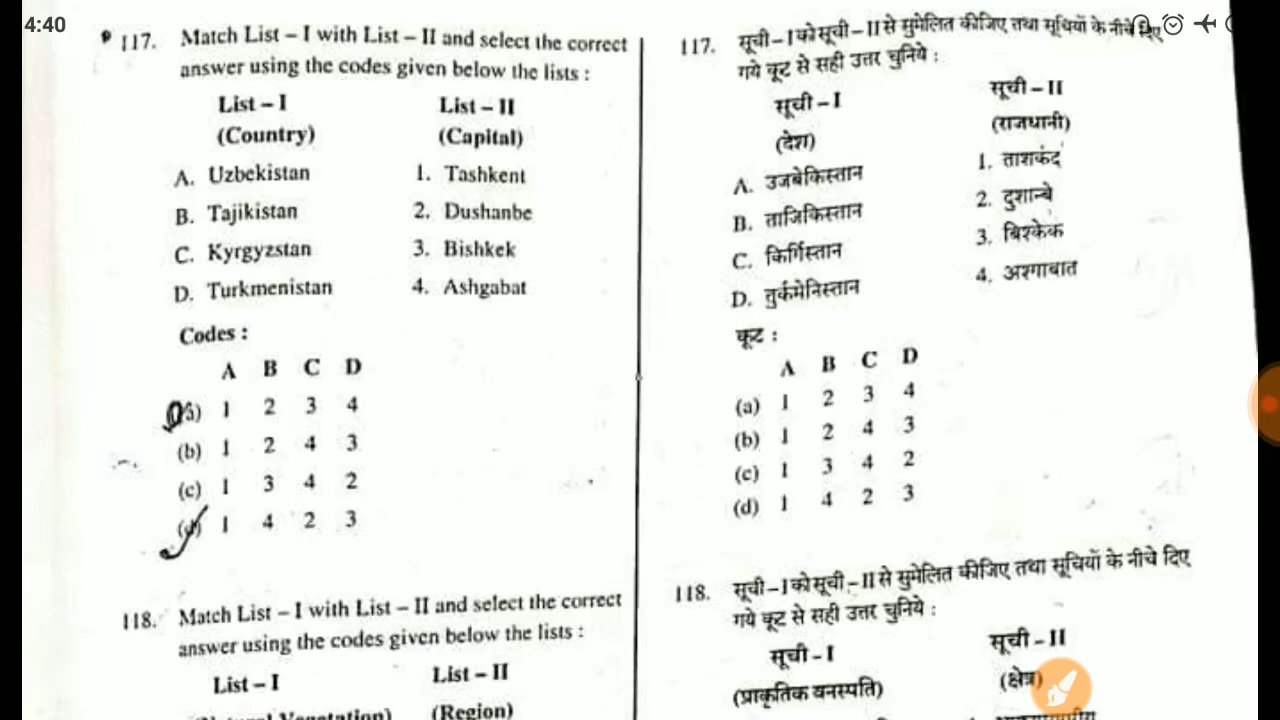 4:40
117. Match List – I with List – II and select the correct
answer using the codes given below the lists :
List – I List – II
(Country) (Capital)
A. Uzbekistan 1. Tashkent
B. Tajikistan 2. Dushanbe
C. Kyrgyzstan 3. Bishkek
D. Turkmenistan 4. Ashgabat
Codes :
A B C D
(a) 1 2 3 4
(b) 1 2 4 3
(c) 1 3 4 2
(d) 1 4 2 3
118. Match List – I with List – II and select the correct
answer using the codes given below the lists :
List – I List – II
(Natural Vegetation) (Region)
117. सूची – I को सूची – II से सुमेलित कीजिए तथा सूचियों के नीचे दिए
गये कूट से सही उत्तर चुनिये :
सूची – I सूची – II
(देश) (राजधानी)
A. उजबेकिस्तान 1. ताशकंद
B. ताजिकिस्तान 2. दुशान्बे
C. किर्गिस्तान 3. बिश्केक
D. तुर्कमेनिस्तान 4. अश्गाबात
कूट :
A B C D
(a) 1 2 3 4
(b) 1 2 4 3
(c) 1 3 4 2
(d) 1 4 2 3
118. सूची – I को सूची – II से सुमेलित कीजिए तथा सूचियों के नीचे दिए
गये कूट से सही उत्तर चुनिये :
सूची – I सूची – II
(प्राकृतिक वनस्पति) (क्षेत्र)